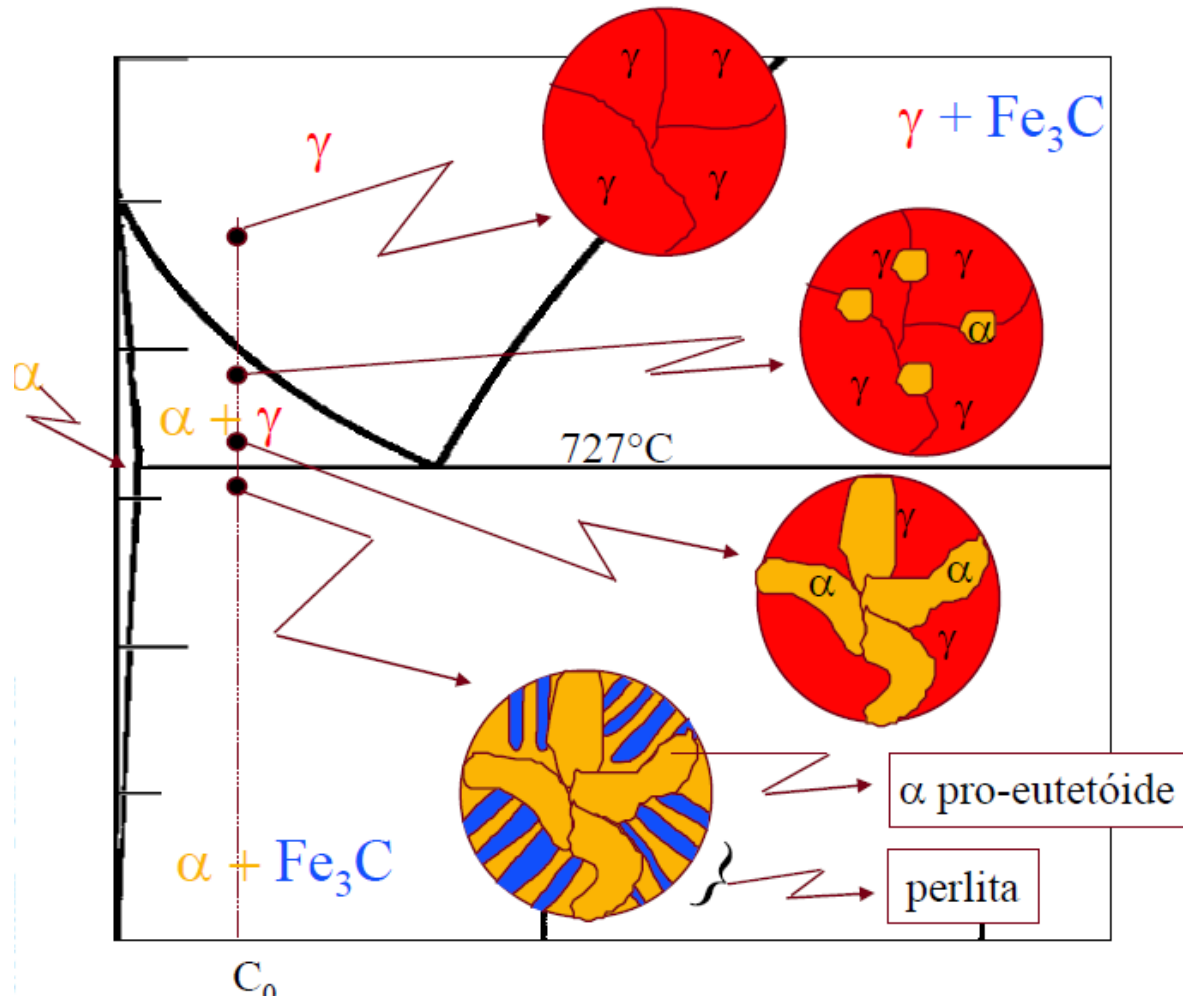 γ γ
γ + Fe₃C
γ
γ γ
γ γ
α
α
γ γ
α + γ
727°C
γ
α α
γ
α pro-eutetóide
α + Fe₃C
} perlita
C₀